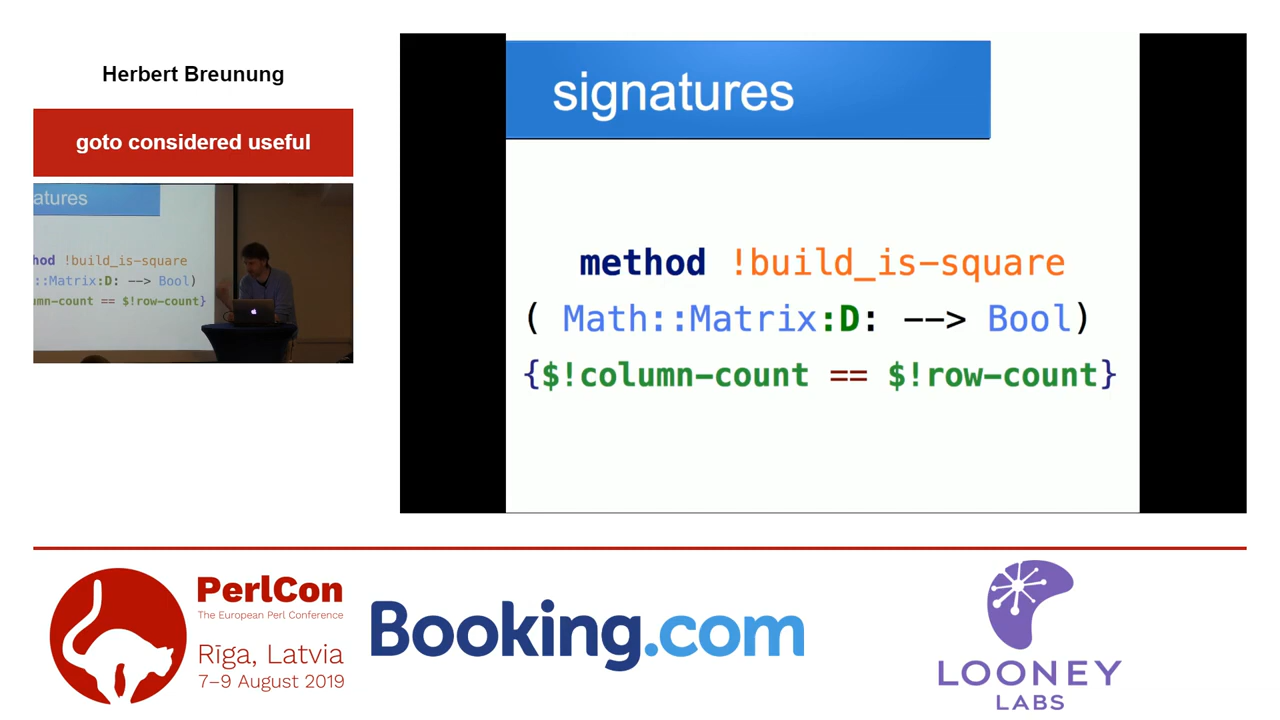 Herbert Breunung
goto considered useful
atures
hod !build_is-square
::Matrix:D: --> Bool)
mn-count == $!row-count}
signatures
method !build_is-square
( Math::Matrix:D: --> Bool)
{$!column-count == $!row-count}
PerlCon
The European Perl Conference
Rīga, Latvia
7–9 August 2019
Booking.com
LOONEY
LABS